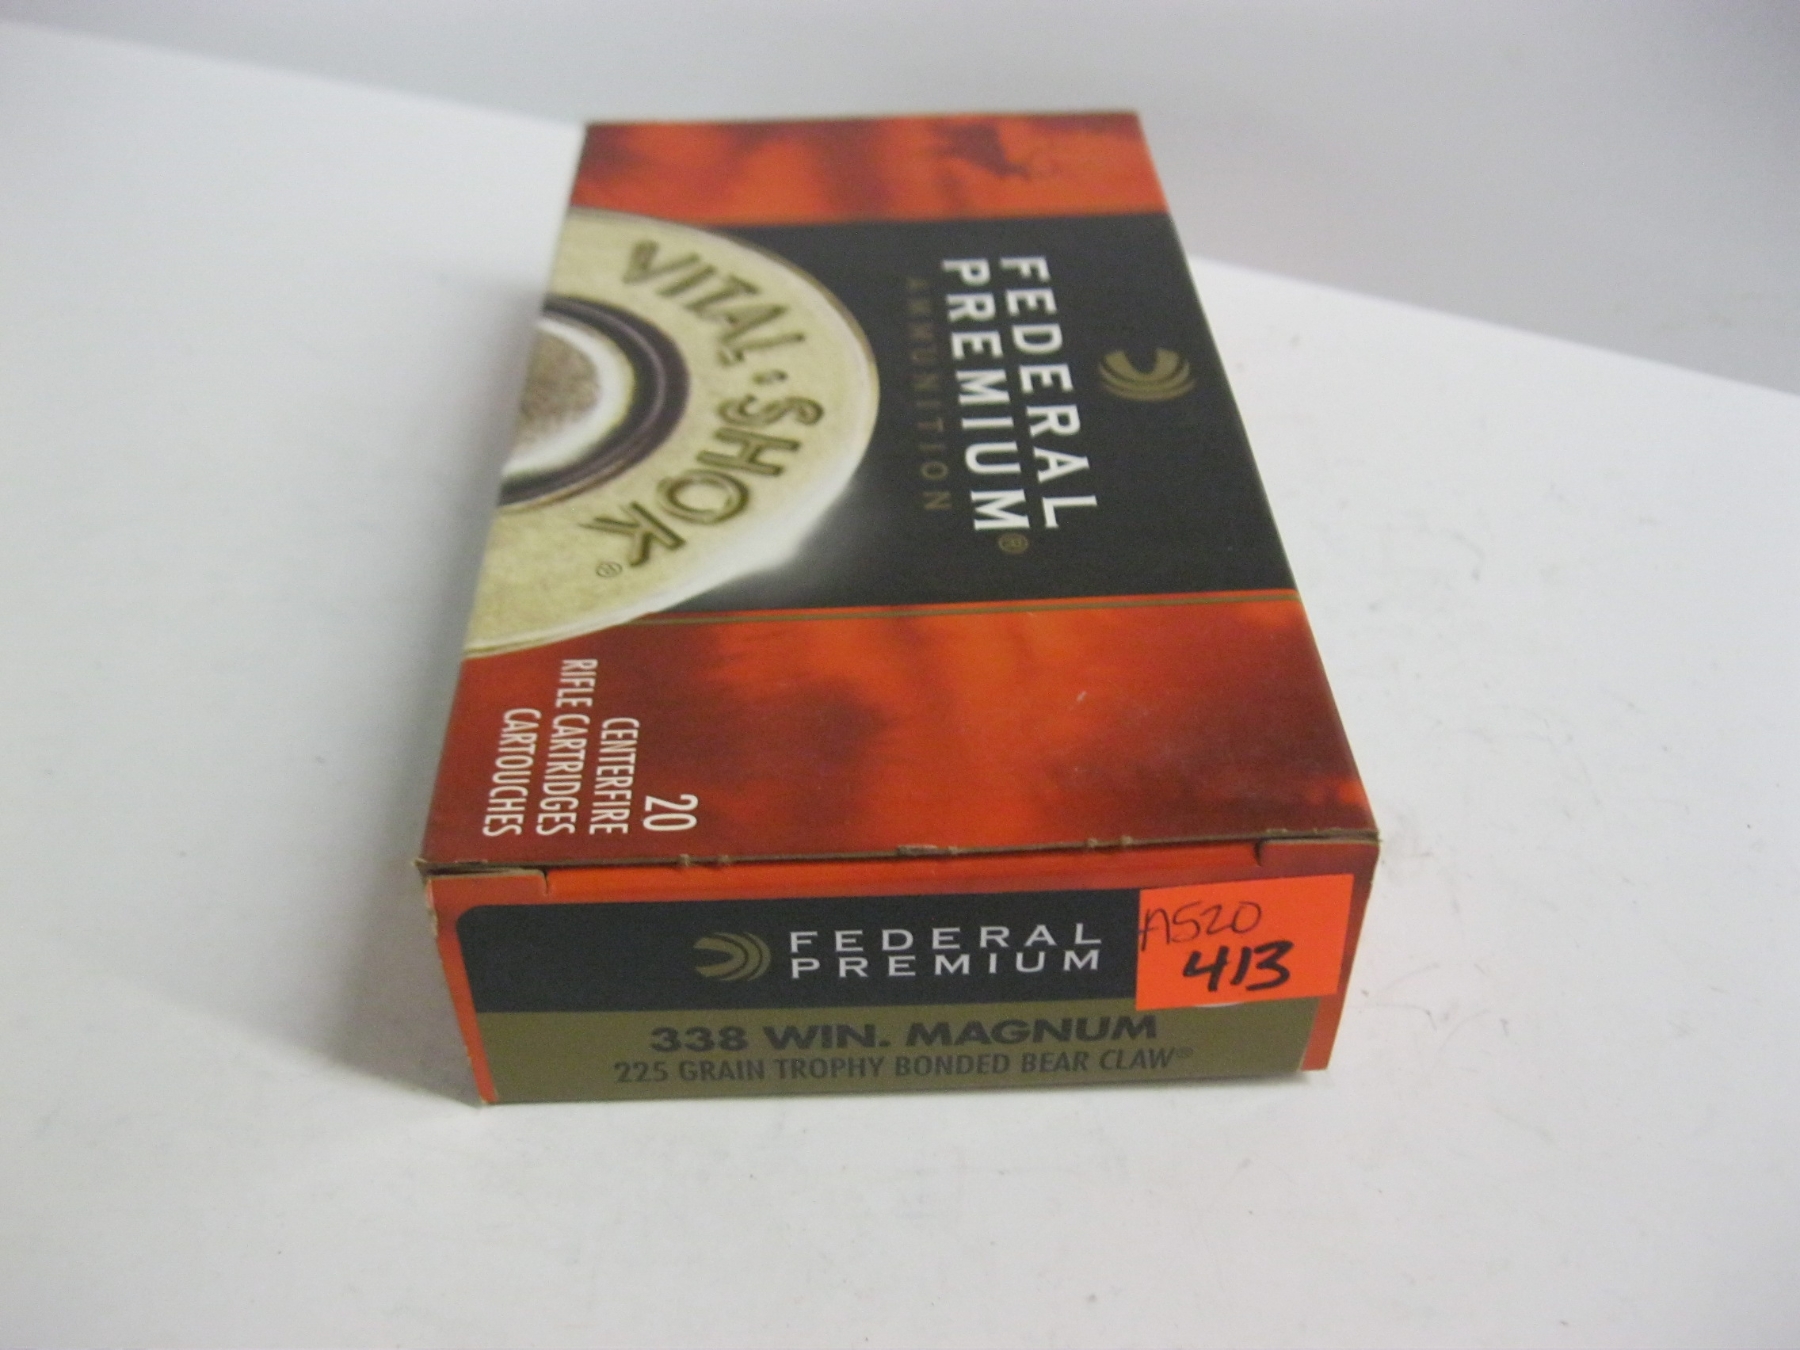 FEDERAL
PREMIUM®
AMMUNITION
VITAL·SHOK®
20
CENTERFIRE
RIFLE CARTRIDGES
CARTOUCHES
FEDERAL
PREMIUM
A520
413
338 WIN. MAGNUM
225 GRAIN TROPHY BONDED BEAR CLAW®